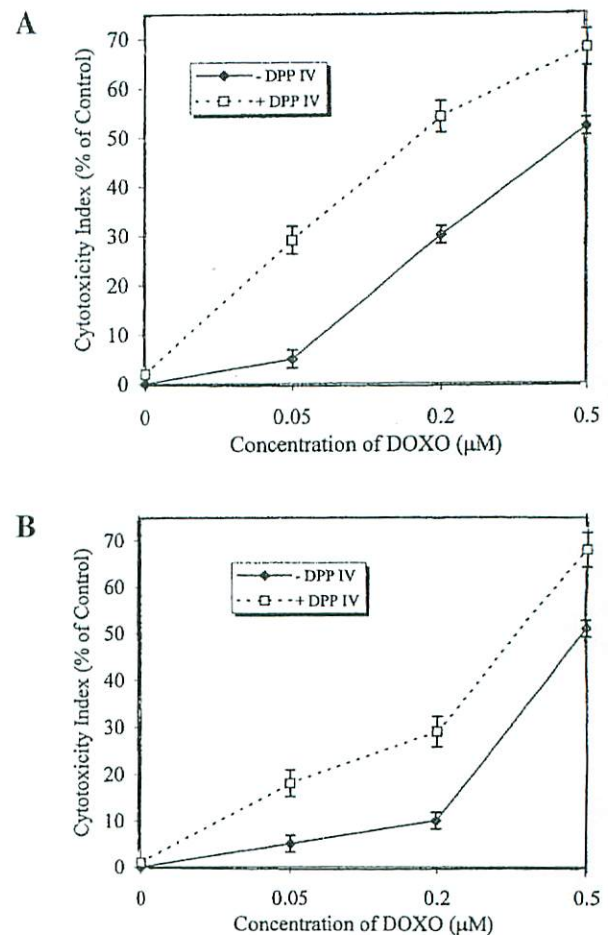 A
Cytotoxicity Index (% of Control)
70
60
50
40
30
20
10
0
- DPP IV
+ DPP IV
0
0.05
0.2
0.5
Concentration of DOXO (μM)
B
Cytotoxicity Index (% of Control)
70
60
50
40
30
20
10
0
- DPP IV
+ DPP IV
0
0.05
0.2
0.5
Concentration of DOXO (μM)